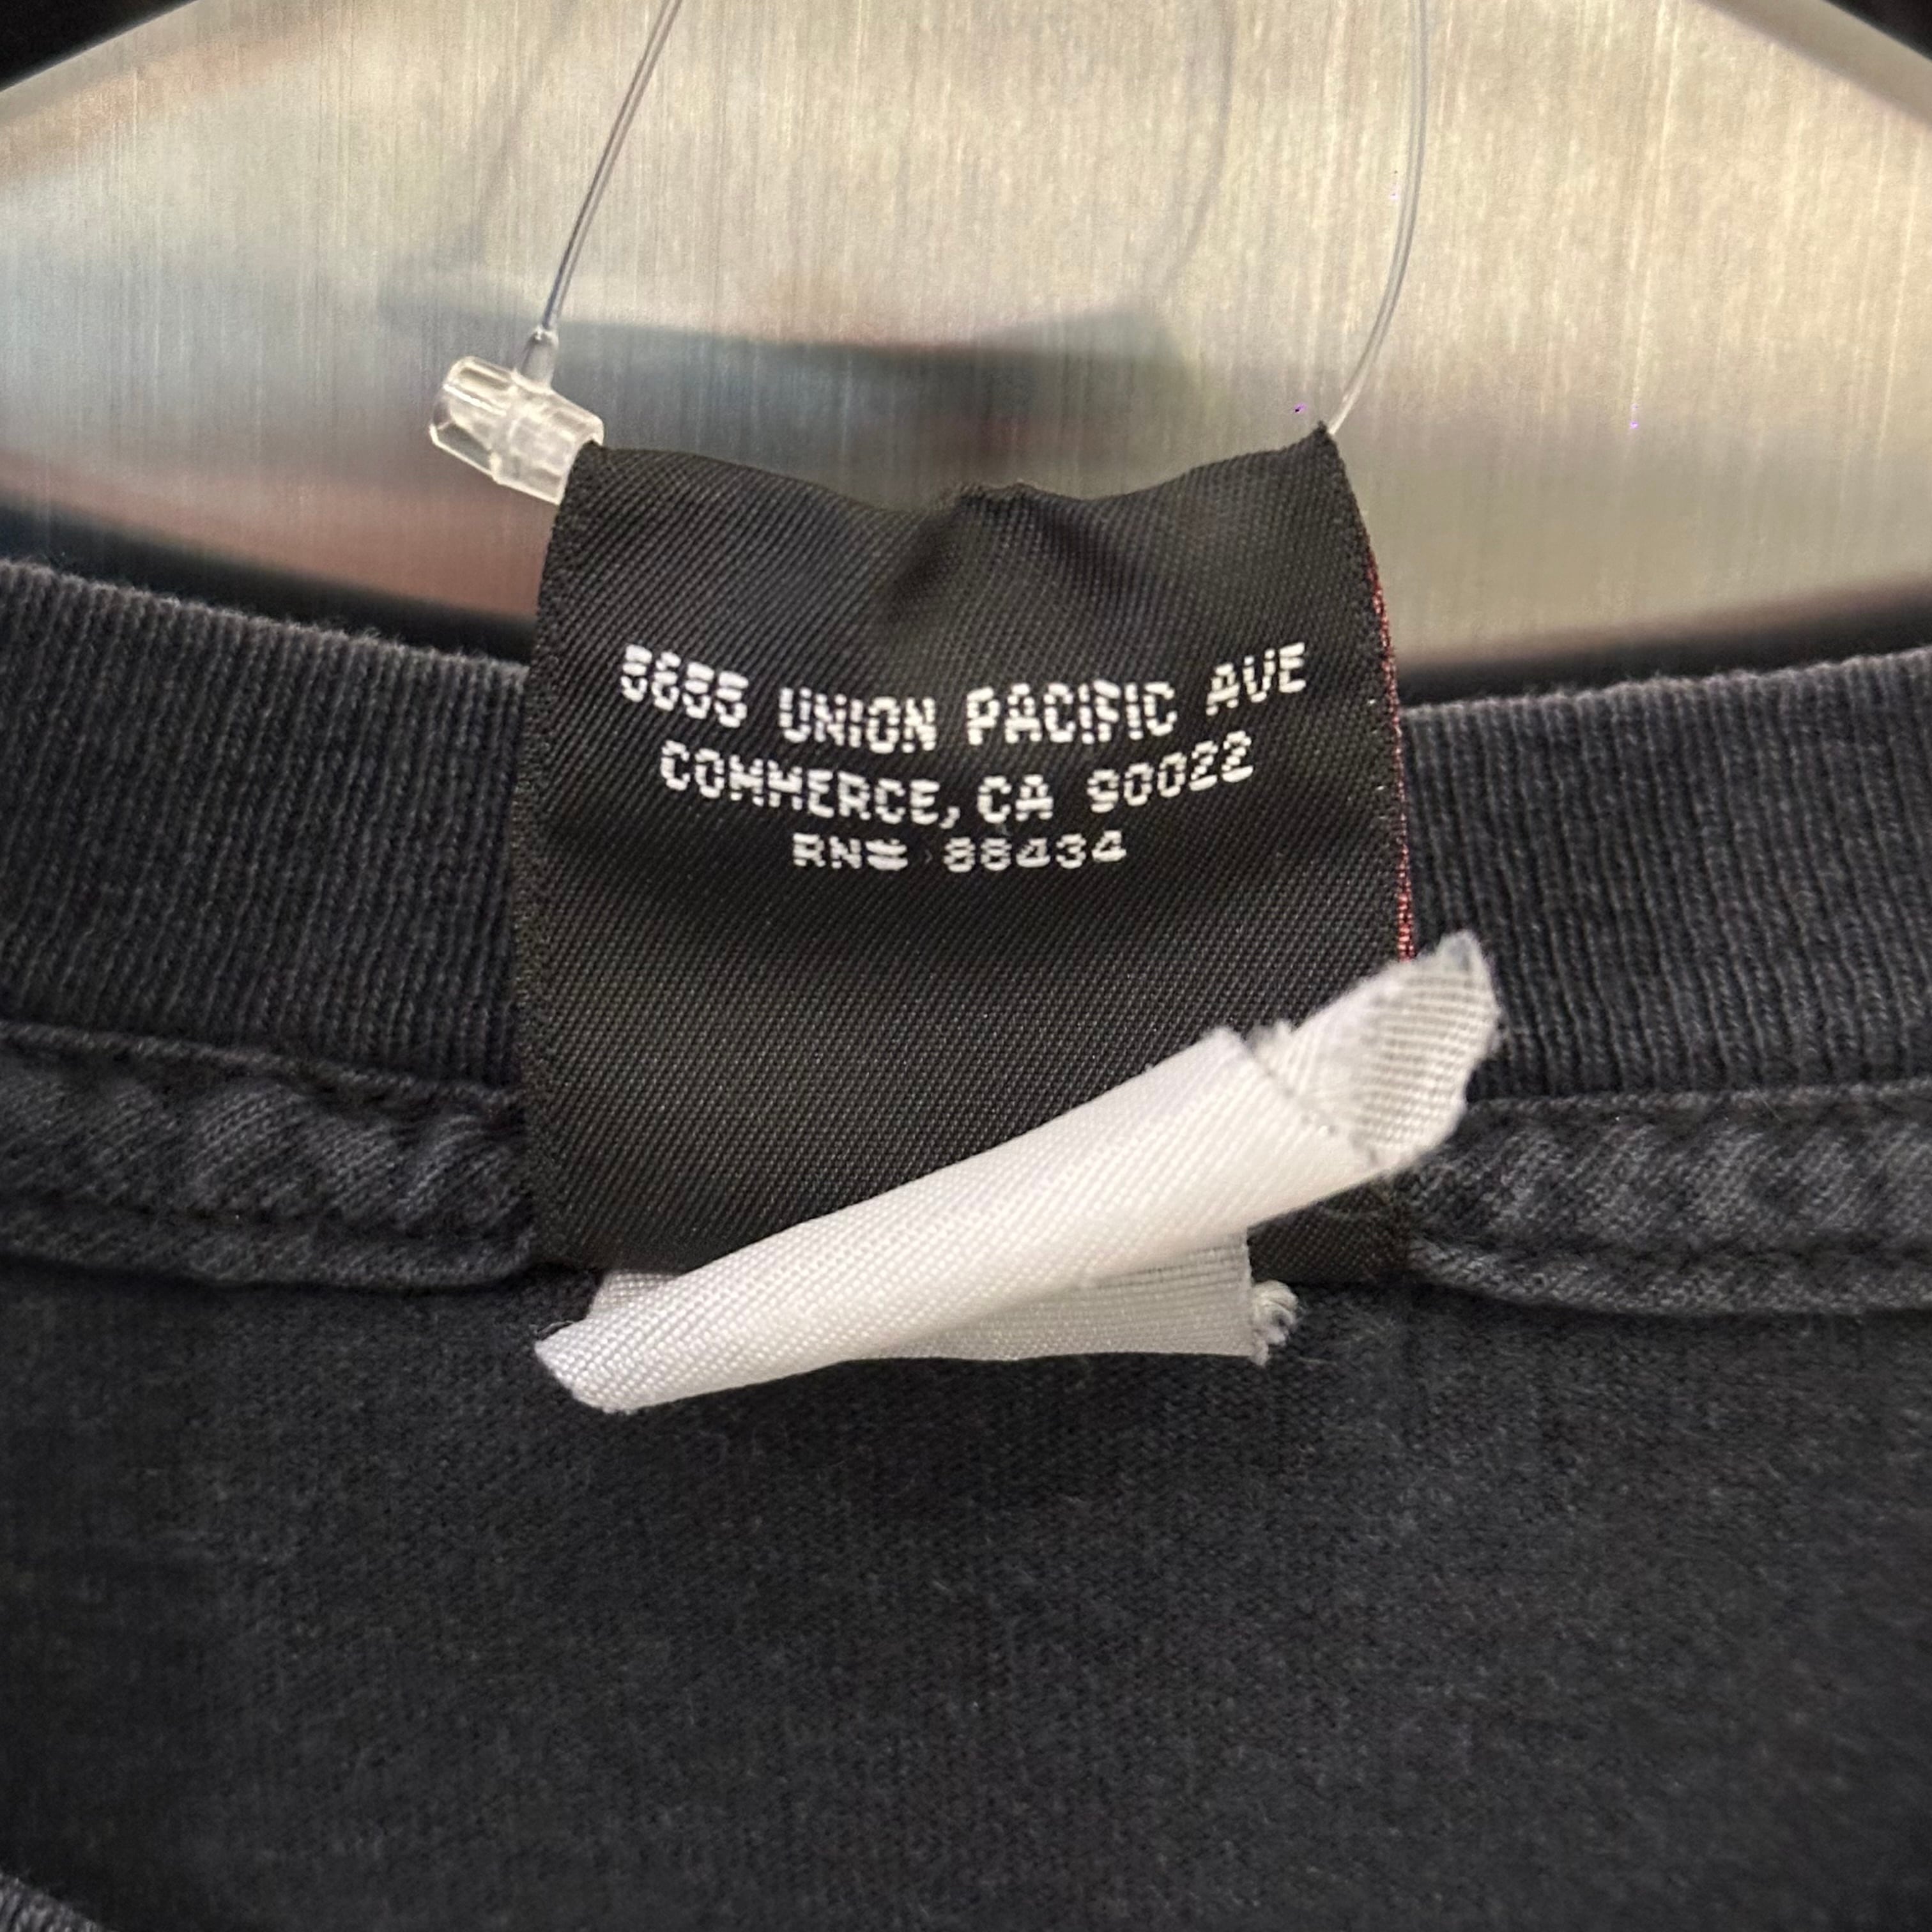 5655 UNION PACIFIC AVE
COMMERCE, CA 90022
RN# 88434